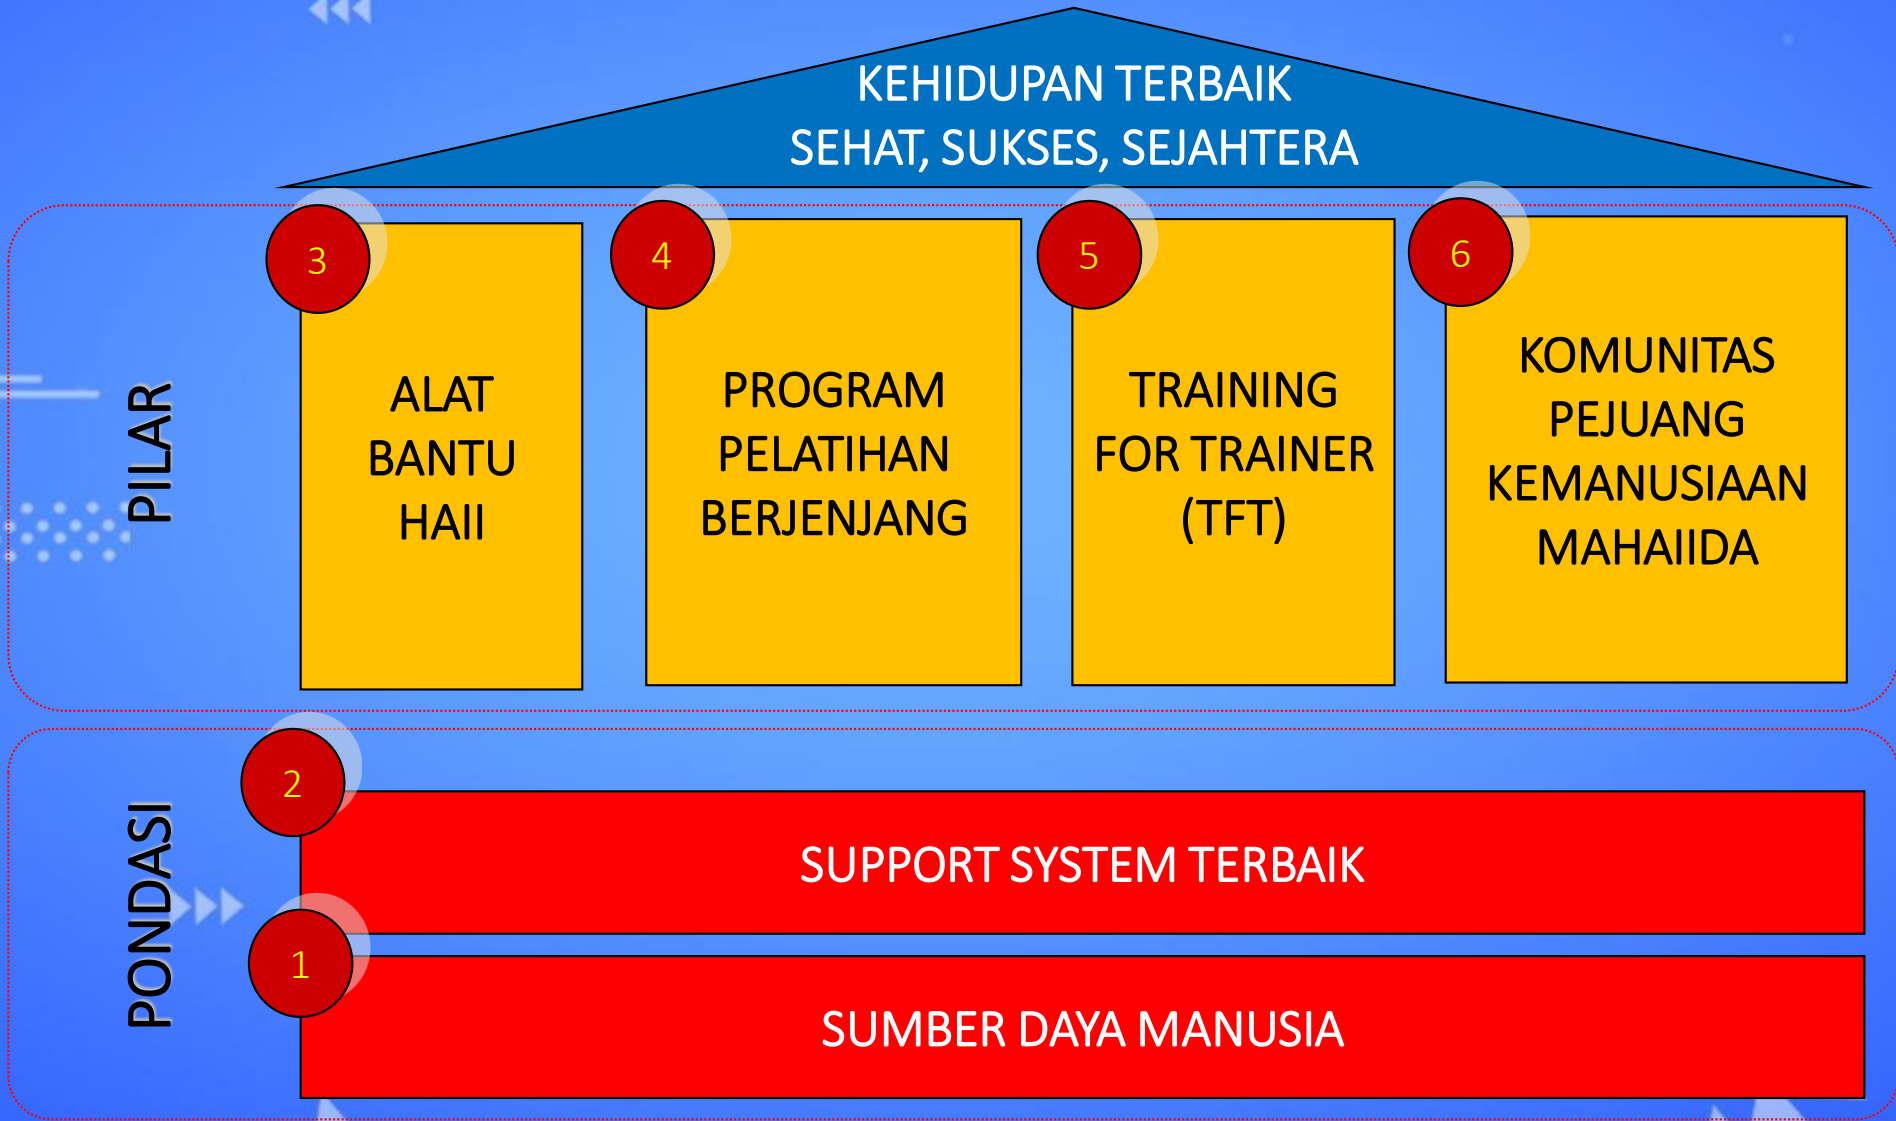 KEHIDUPAN TERBAIK
SEHAT, SUKSES, SEJAHTERA
PILAR
3
ALAT
BANTU
HAII
4
PROGRAM
PELATIHAN
BERJENJANG
5
TRAINING
FOR TRAINER
(TFT)
6
KOMUNITAS
PEJUANG
KEMANUSIAAN
MAHAIIDA
PONDASI
2
SUPPORT SYSTEM TERBAIK
1
SUMBER DAYA MANUSIA